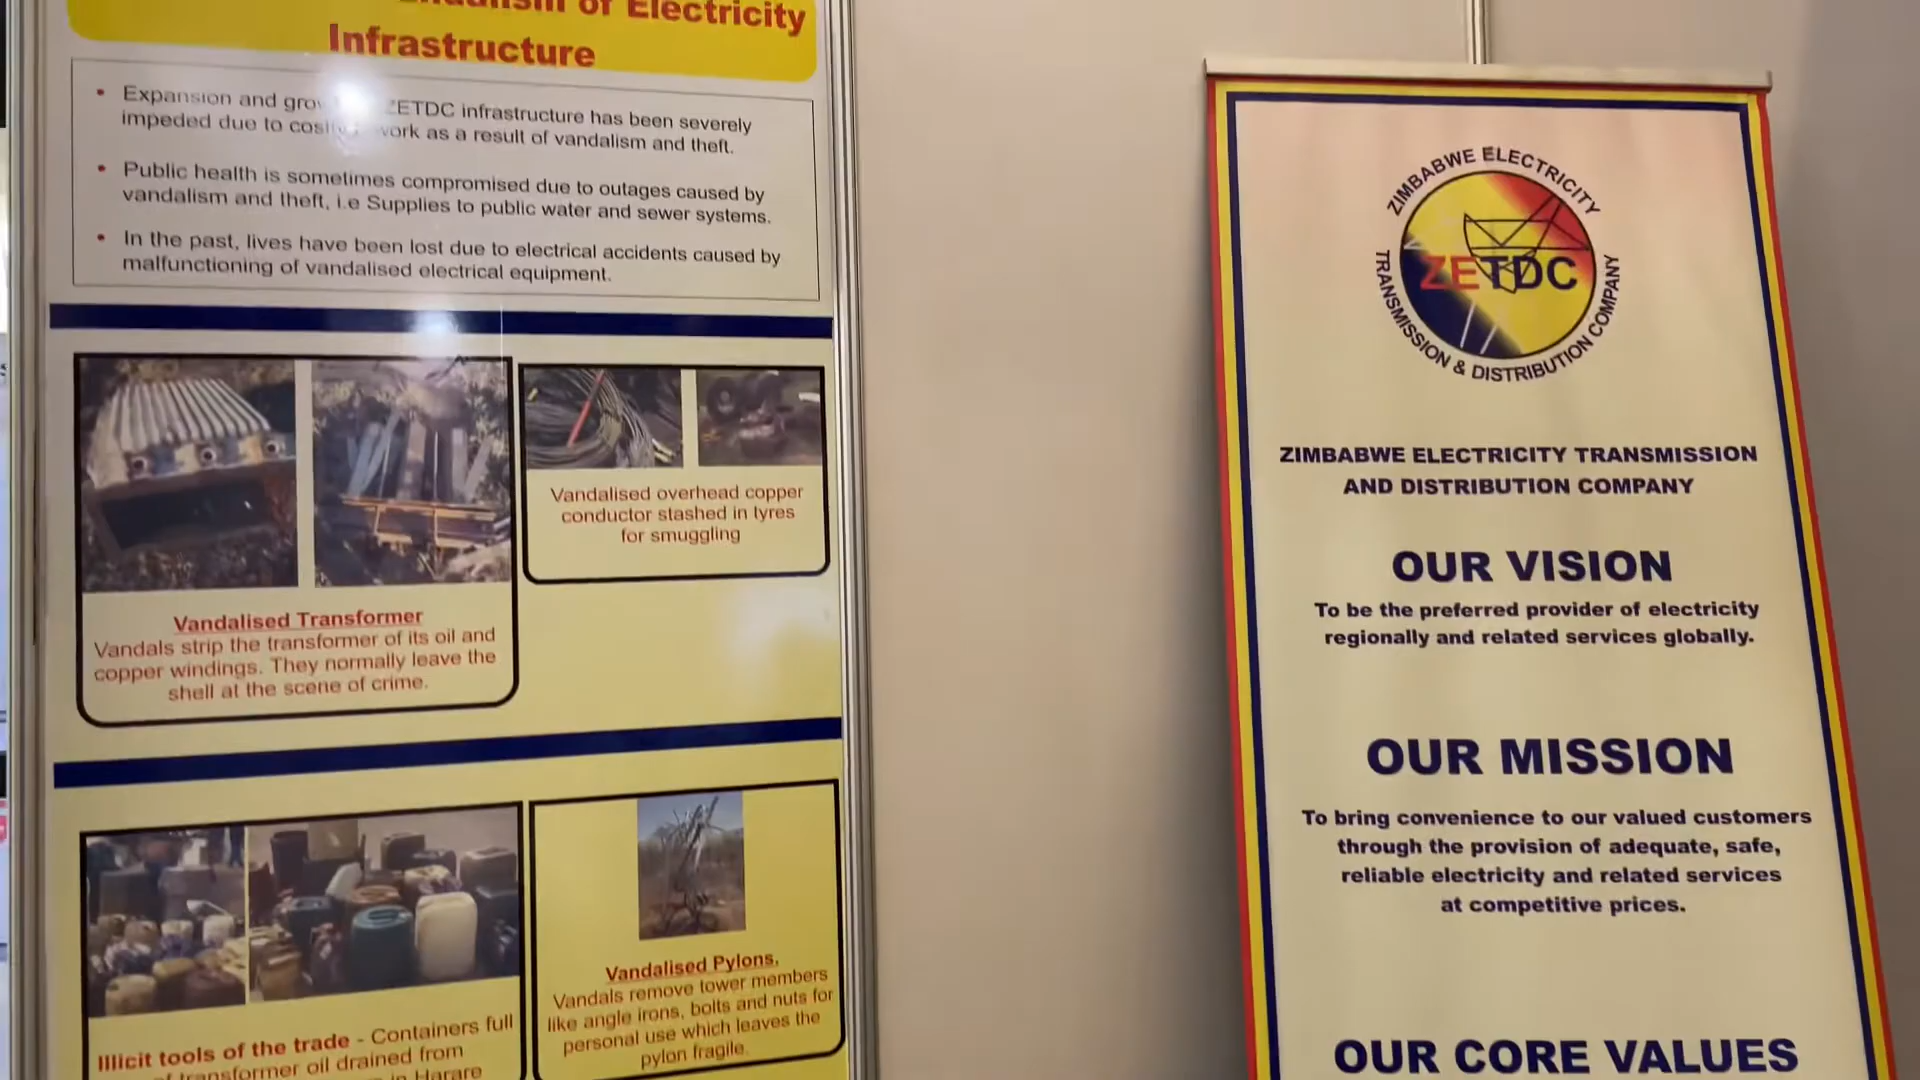 of Electricity
Infrastructure
• Expansion and ZETDC infrastructure has been severely
impeded due to work as a result of vandalism and theft.
• Public health is sometimes compromised due to outages caused by
vandalism and theft, i.e Supplies to public water and sewer systems.
• In the past, lives have been lost due to electrical accidents caused by
malfunctioning of vandalised electrical equipment.
Vandalised Transformer
Vandals strip the transformer of its oil and
copper windings. They normally leave the
shell at the scene of crime.
Vandalised overhead copper
conductor stashed in tyres
for smuggling
Illicit tools of the trade - Containers full
of transformer oil drained from
in Harare
Vandalised Pylons.
Vandals remove tower members
like angle irons, bolts and nuts for
personal use which leaves the
pylon fragile.
ZIMBABWE ELECTRICITY
TRANSMISSION & DISTRIBUTION COMPANY
ZETDC
ZIMBABWE ELECTRICITY TRANSMISSION
AND DISTRIBUTION COMPANY
OUR VISION
To be the preferred provider of electricity
regionally and related services globally.
OUR MISSION
To bring convenience to our valued customers
through the provision of adequate, safe,
reliable electricity and related services
at competitive prices.
OUR CORE VALUES